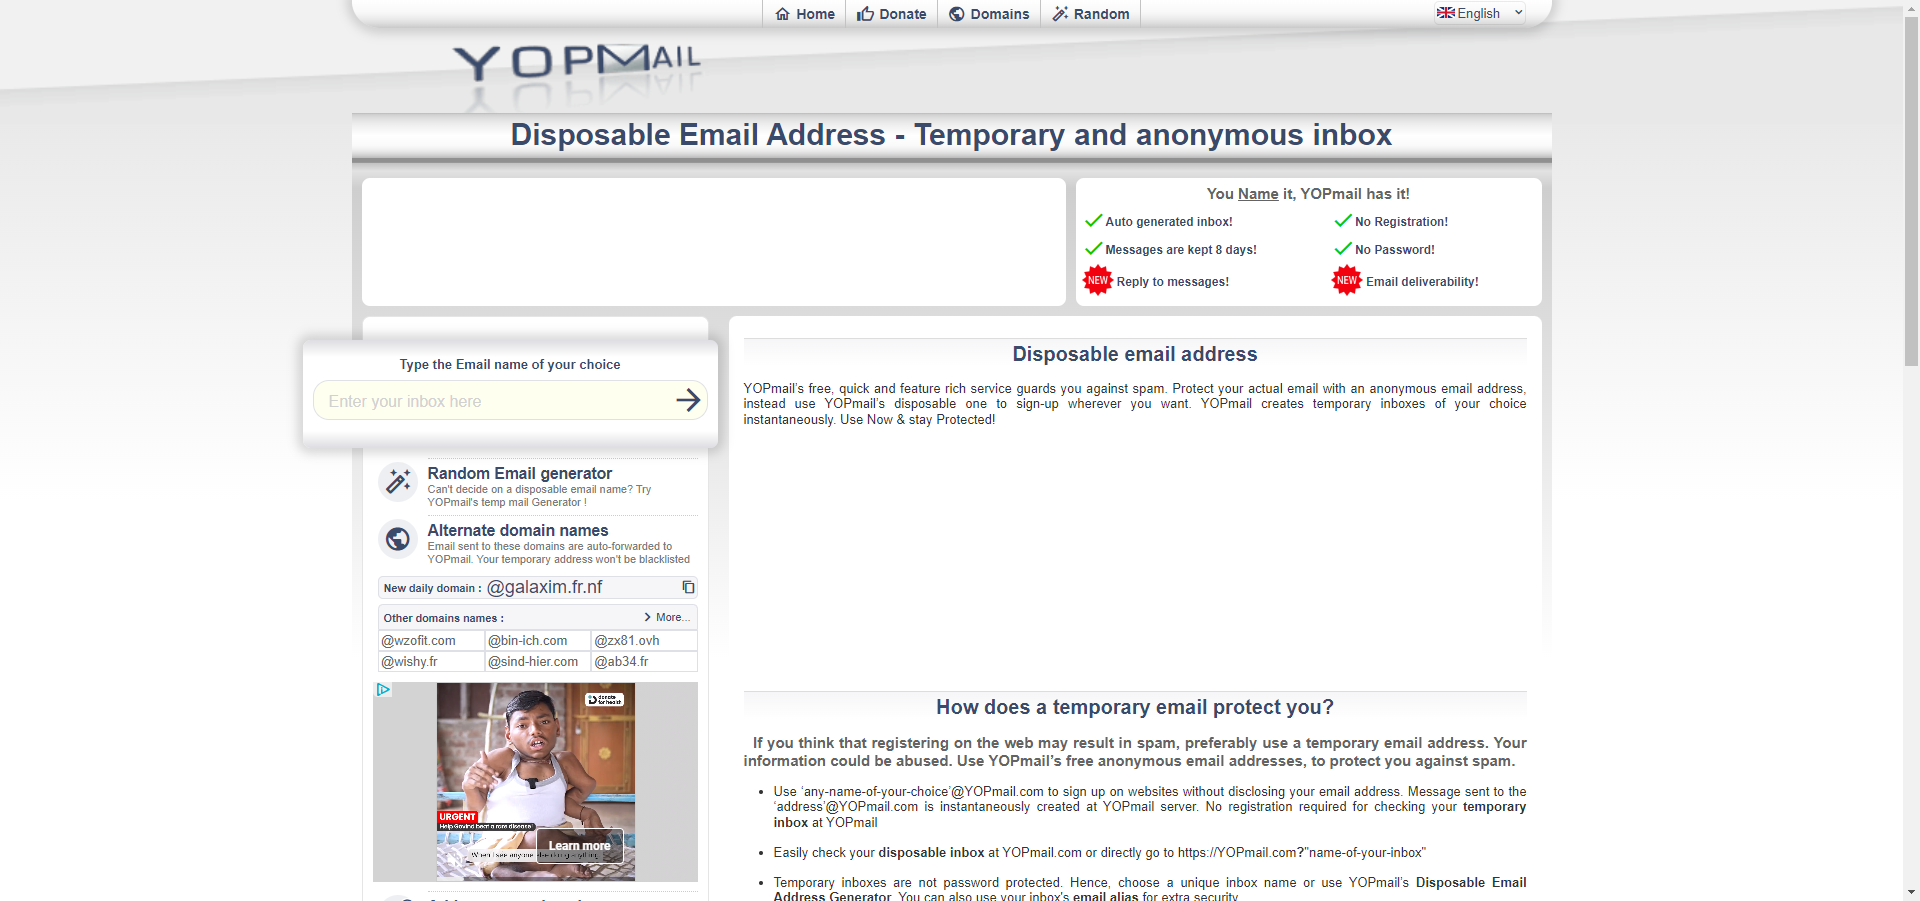 Home
Donate
Domains
Random
English
YOPMAIL
Disposable Email Address - Temporary and anonymous inbox
You Name it, YOPmail has it!
Auto generated inbox!
No Registration!
Messages are kept 8 days!
No Password!
NEW Reply to messages!
NEW Email deliverability!
Type the Email name of your choice
Enter your inbox here
Random Email generator
Can't decide on a disposable email name? Try
YOPmail's temp mail Generator !
Alternate domain names
Email sent to these domains are auto-forwarded to
YOPmail. Your temporary address won't be blacklisted
New daily domain : @galaxim.fr.nf
Other domains names :
More...
@wzofit.com
@bin-ich.com
@zx81.ovh
@wishy.fr
@sind-hier.com
@ab34.fr
donate
for health
URGENT
Help Govind beat a rare disease
Learn more
When I see anyone else doing anything
Disposable email address
YOPmail's free, quick and feature rich service guards you against spam. Protect your actual email with an anonymous email address,
instead use YOPmail's disposable one to sign-up wherever you want. YOPmail creates temporary inboxes of your choice
instantaneously. Use Now & stay Protected!
How does a temporary email protect you?
If you think that registering on the web may result in spam, preferably use a temporary email address. Your
information could be abused. Use YOPmail's free anonymous email addresses, to protect you against spam.
• Use 'any-name-of-your-choice'@YOPmail.com to sign up on websites without disclosing your email address. Message sent to the
'address'@YOPmail.com is instantaneously created at YOPmail server. No registration required for checking your temporary
inbox at YOPmail
• Easily check your disposable inbox at YOPmail.com or directly go to https://YOPmail.com?"name-of-your-inbox"
• Temporary inboxes are not password protected. Hence, choose a unique inbox name or use YOPmail's Disposable Email
Address Generator. You can also use your inbox's email alias for extra security